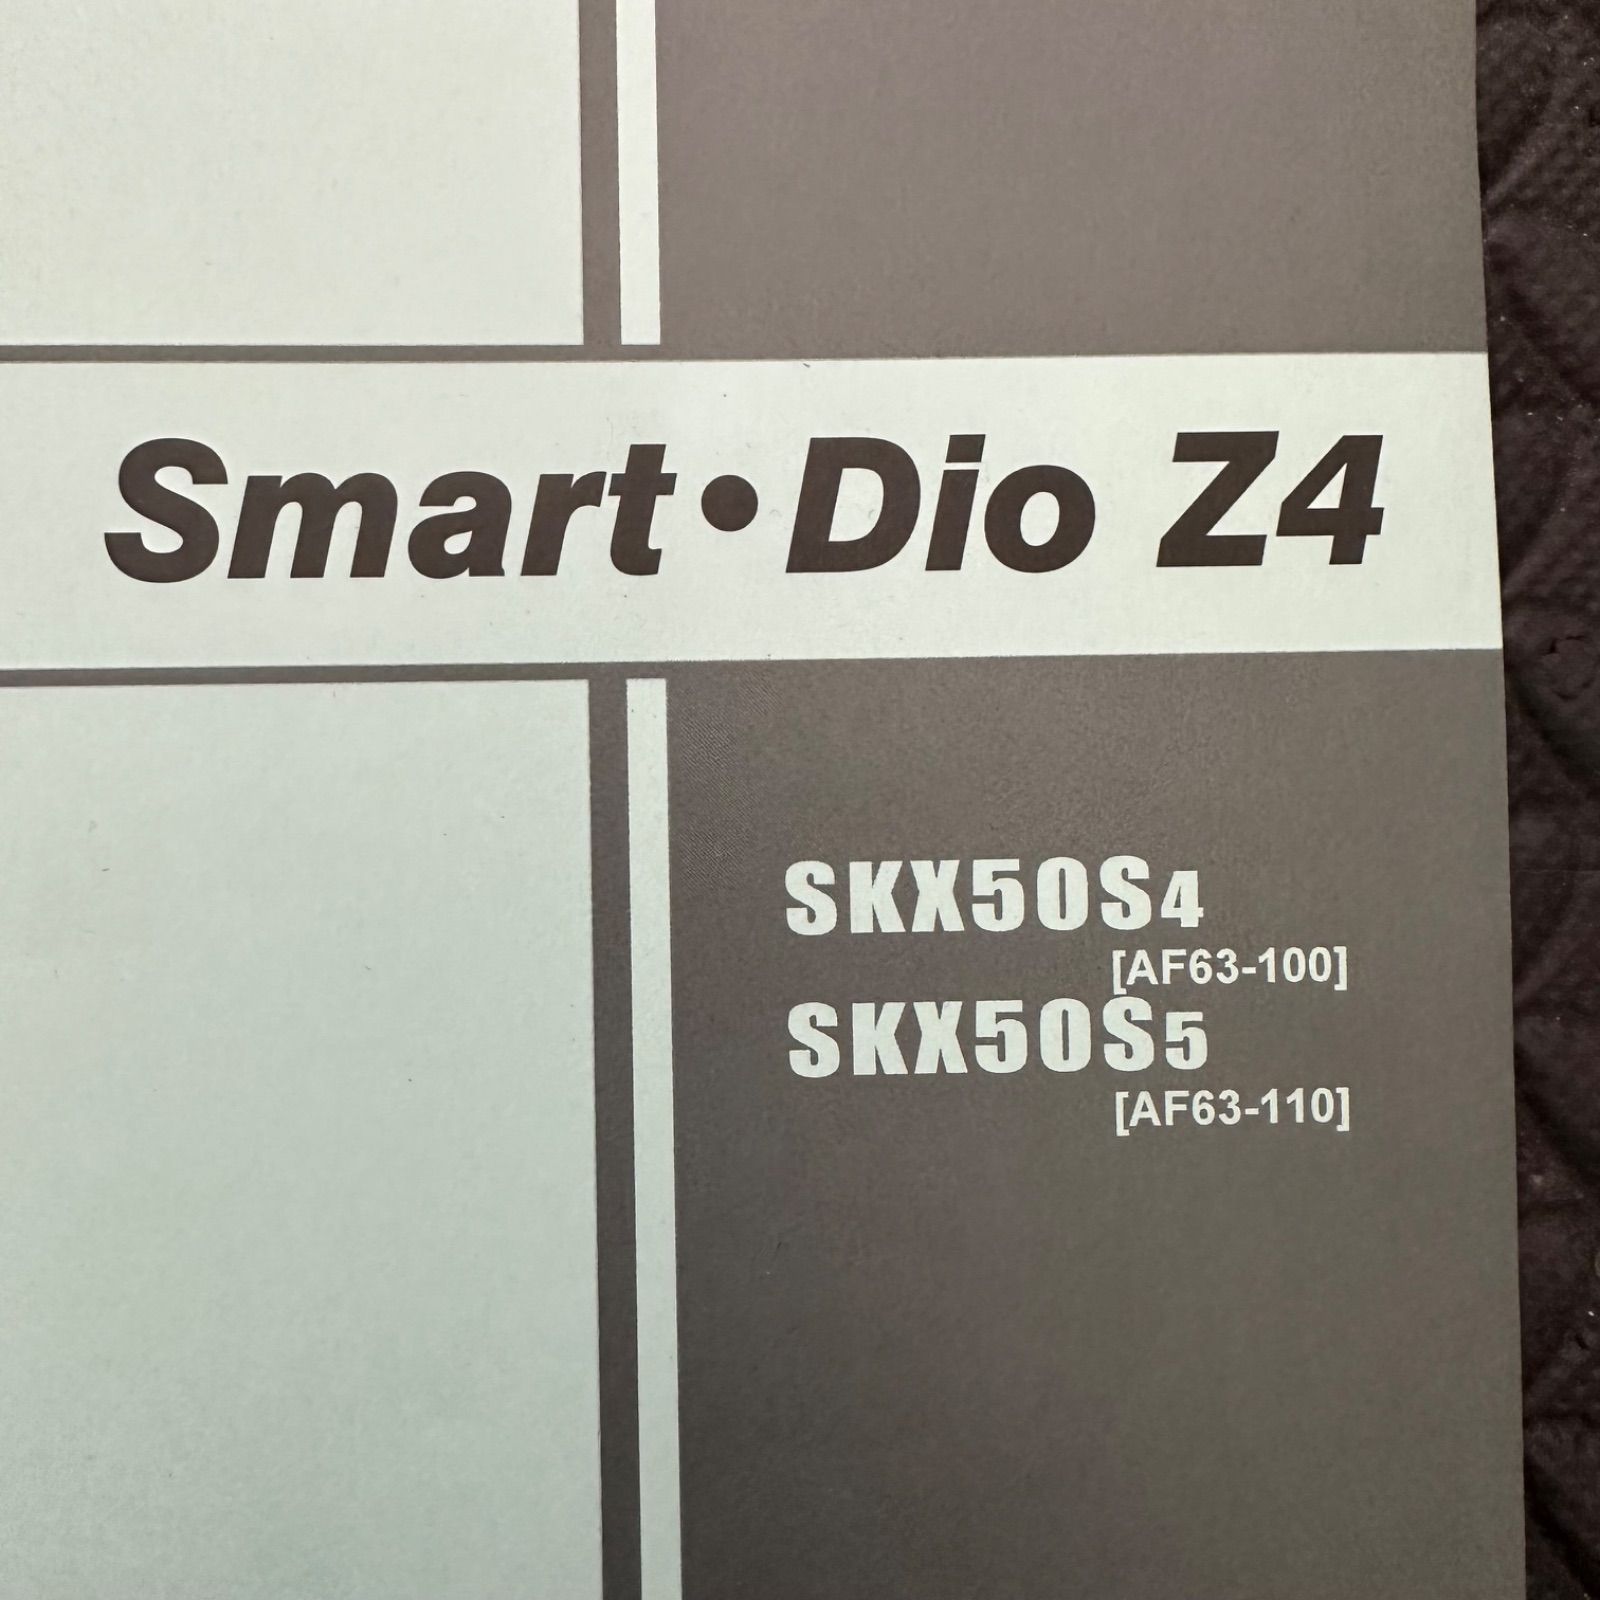 Smart・Dio Z4
SKX50S4
[AF63-100]
SKX50S5
[AF63-110]